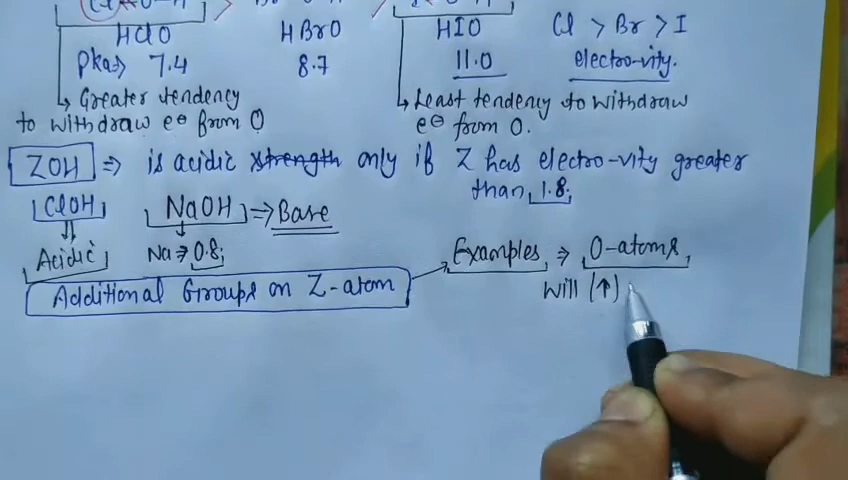 HClO HBrO HIO Cl > Br > I
Pka⇒ 7.4 8.7 11.0 electro-vity.
↳ Greater tendency
to withdraw e⊖ from O
↳ Least tendency to withdraw
e⊖ from O.
ZOH ⇒ is acidic strength only if Z has electro-vity greater
than 1.8;
ClOH NaOH ⇒ Base
Acidic Na⇒ 0.8;
Additional Groups on Z-atom
Examples ⇒ O-atoms,
will (↑)